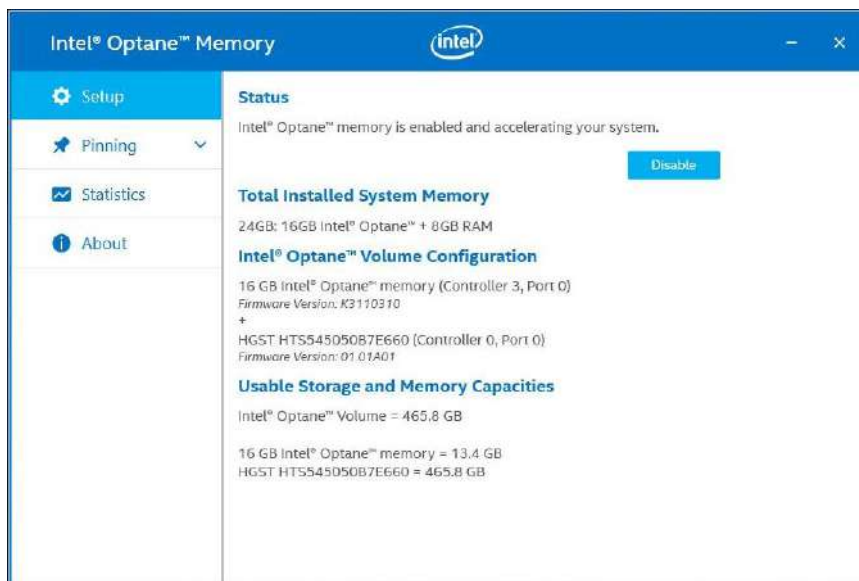 Intel® Optane™ Memory
intel
Setup
Pinning
Statistics
About
Status
Intel® Optane™ memory is enabled and accelerating your system.
Disable
Total Installed System Memory
24GB: 16GB Intel® Optane™ + 8GB RAM
Intel® Optane™ Volume Configuration
16 GB Intel® Optane™ memory (Controller 3, Port 0)
Firmware Version: K3110310
+
HGST HTS545050B7E660 (Controller 0, Port 0)
Firmware Version: 01.01A01
Usable Storage and Memory Capacities
Intel® Optane™ Volume = 465.8 GB
16 GB Intel® Optane™ memory = 13.4 GB
HGST HTS545050B7E660 = 465.8 GB